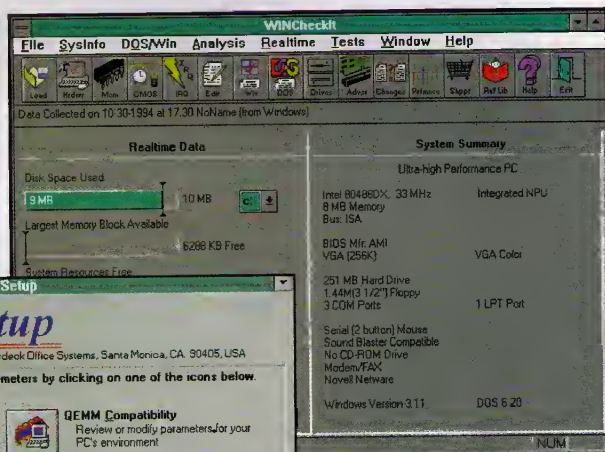 WINCheckIt
File SysInfo DOS/Win Analysis Realtime Tests Window Help
Load Mem CMOS IRQ Edit Win DOS Drives Changes Shppr Ref Lib Help Exit
Data Collected on 10-30-1994 at 17.30 NoName (from Windows)
Realtime Data
Disk Space Used
9 MB 10 MB c:
Largest Memory Block Available
6288 KB Free
System Resources Free
System Summary
Ultra-high Performance PC
Intel 80486DX, 33 MHz Integrated NPU
8 MB Memory
Bus: ISA
BIOS Mfr. AMI
VGA (256K) VGA Color
251 MB Hard Drive
1.44M(3 1/2") Floppy
3 COM Ports 1 LPT Port
Serial (2 button) Mouse
Sound Blaster Compatible
No CD-ROM Drive
Modem/FAX
Novell Netware
Windows Version 3.11 DOS 6.20
NUM
Setup
tup
deck Office Systems, Santa Monica, CA. 90405, USA
meters by clicking on one of the icons below.
QEMM Compatibility
Review or modify parameters for your
PC's environment